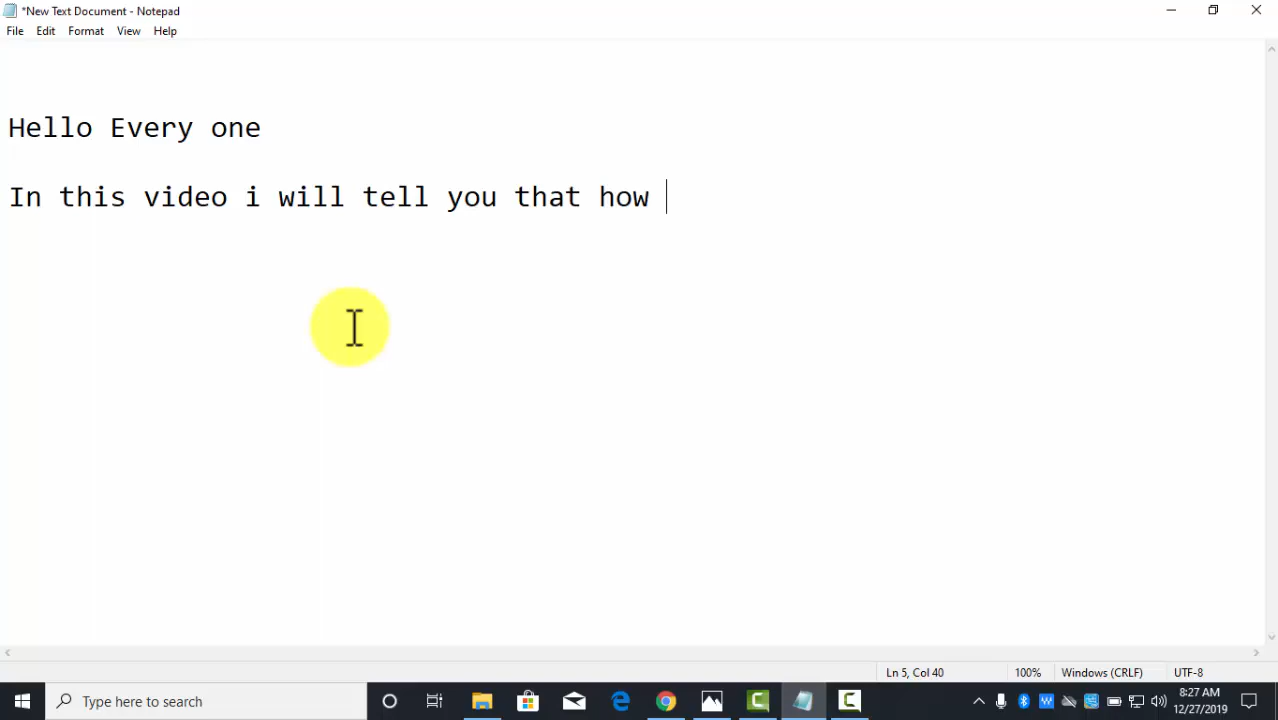 *New Text Document - Notepad
File Edit Format View Help
Hello Every one
In this video i will tell you that how
Ln 5, Col 40 100% Windows (CRLF) UTF-8
Type here to search
8:27 AM
12/27/2019